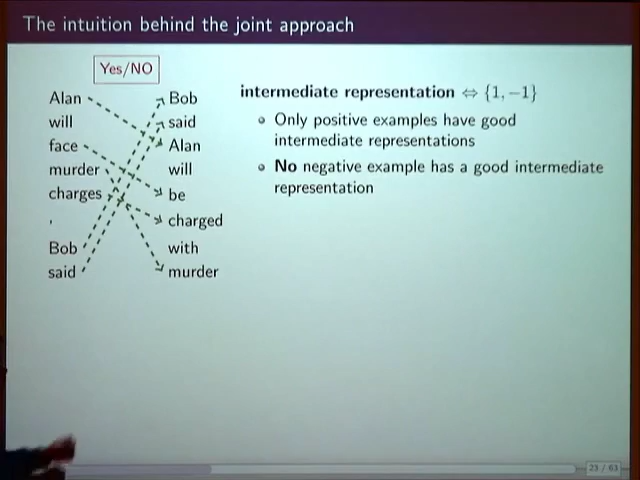 The intuition behind the joint approach
Yes/NO
Alan
will
face
murder
charges
,
Bob
said
Bob
said
Alan
will
be
charged
with
murder
intermediate representation ⇔ {1, −1}
• Only positive examples have good
intermediate representations
• No negative example has a good intermediate
representation
23 / 63